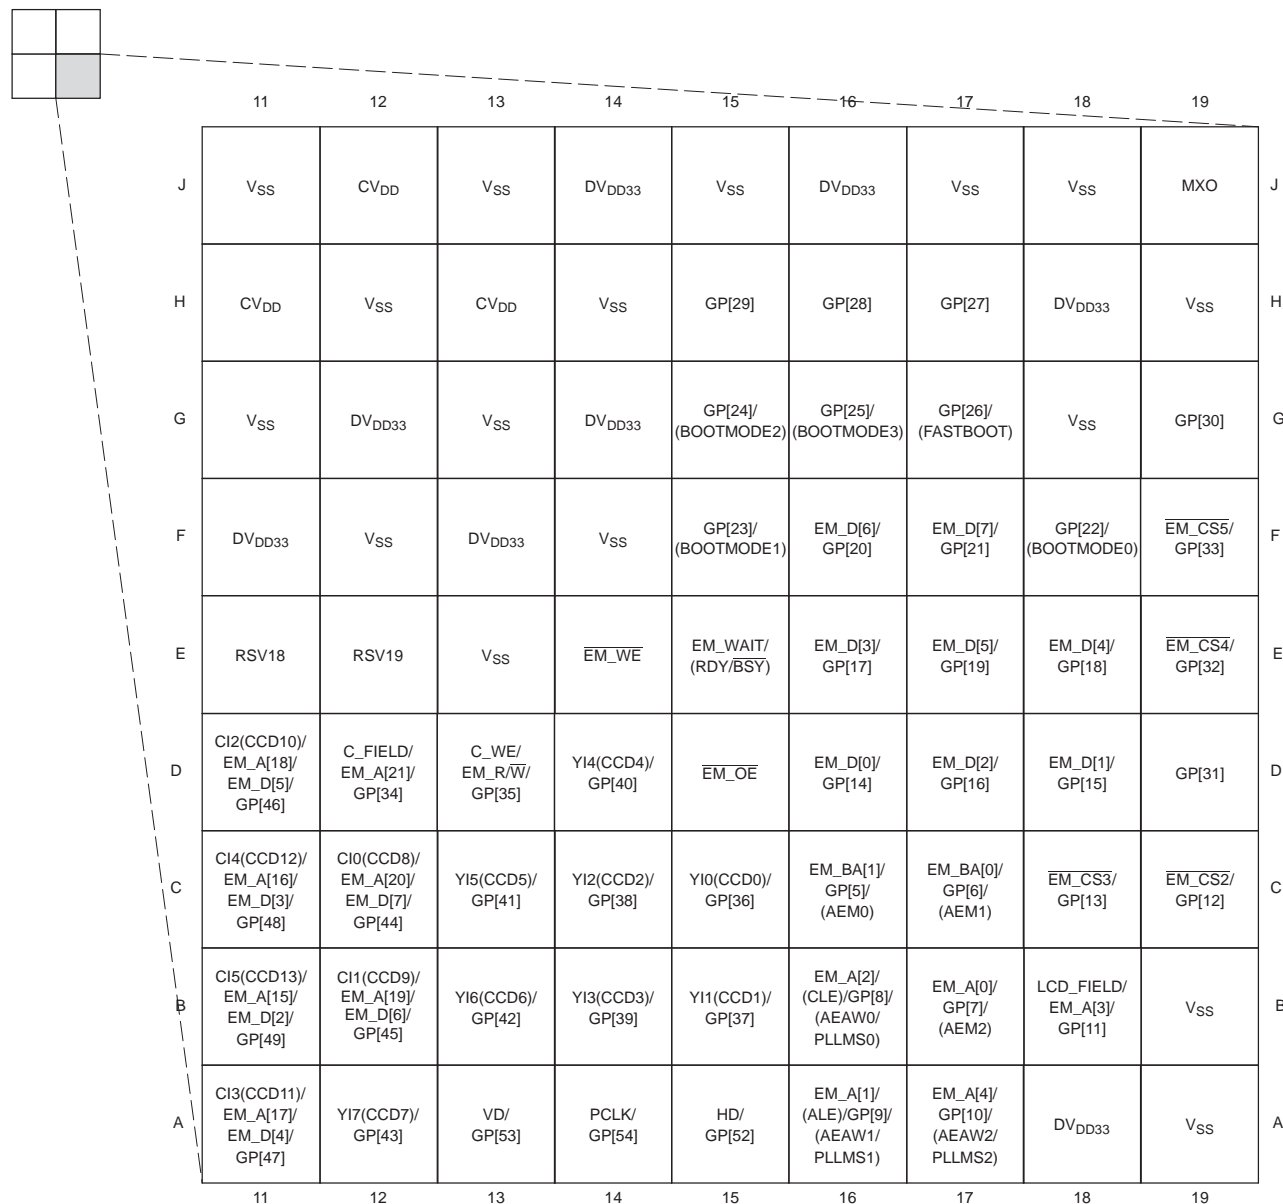 11 12 13 14 15 16 17 18 19
J VSS CVDD VSS DVDD33 VSS DVDD33 VSS VSS MXO J
H CVDD VSS CVDD VSS GP[29] GP[28] GP[27] DVDD33 VSS H
G VSS DVDD33 VSS DVDD33 GP[24]/ (BOOTMODE2) GP[25]/ (BOOTMODE3) GP[26]/ (FASTBOOT) VSS GP[30] G
F DVDD33 VSS DVDD33 VSS GP[23]/ (BOOTMODE1) EM_D[6]/ GP[20] EM_D[7]/ GP[21] GP[22]/ (BOOTMODE0) EM_CS5/ GP[33] F
E RSV18 RSV19 VSS EM_WE EM_WAIT/ (RDY/BSY) EM_D[3]/ GP[17] EM_D[5]/ GP[19] EM_D[4]/ GP[18] EM_CS4/ GP[32] E
D CI2(CCD10)/ EM_A[18]/ EM_D[5]/ GP[46] C_FIELD/ EM_A[21]/ GP[34] C_WE/ EM_R/W/ GP[35] YI4(CCD4)/ GP[40] EM_OE EM_D[0]/ GP[14] EM_D[2]/ GP[16] EM_D[1]/ GP[15] GP[31] D
C CI4(CCD12)/ EM_A[16]/ EM_D[3]/ GP[48] CI0(CCD8)/ EM_A[20]/ EM_D[7]/ GP[44] YI5(CCD5)/ GP[41] YI2(CCD2)/ GP[38] YI0(CCD0)/ GP[36] EM_BA[1]/ GP[5]/ (AEM0) EM_BA[0]/ GP[6]/ (AEM1) EM_CS3/ GP[13] EM_CS2/ GP[12] C
B CI5(CCD13)/ EM_A[15]/ EM_D[2]/ GP[49] CI1(CCD9)/ EM_A[19]/ EM_D[6]/ GP[45] YI6(CCD6)/ GP[42] YI3(CCD3)/ GP[39] YI1(CCD1)/ GP[37] EM_A[2]/ (CLE)/GP[8]/ (AEAW0/ PLLMS0) EM_A[0]/ GP[7]/ (AEM2) LCD_FIELD/ EM_A[3]/ GP[11] VSS B
A CI3(CCD11)/ EM_A[17]/ EM_D[4]/ GP[47] YI7(CCD7)/ GP[43] VD/ GP[53] PCLK/ GP[54] HD/ GP[52] EM_A[1]/ (ALE)/GP[9]/ (AEAW1/ PLLMS1) EM_A[4]/ GP[10]/ (AEAW2/ PLLMS2) DVDD33 VSS A
11 12 13 14 15 16 17 18 19